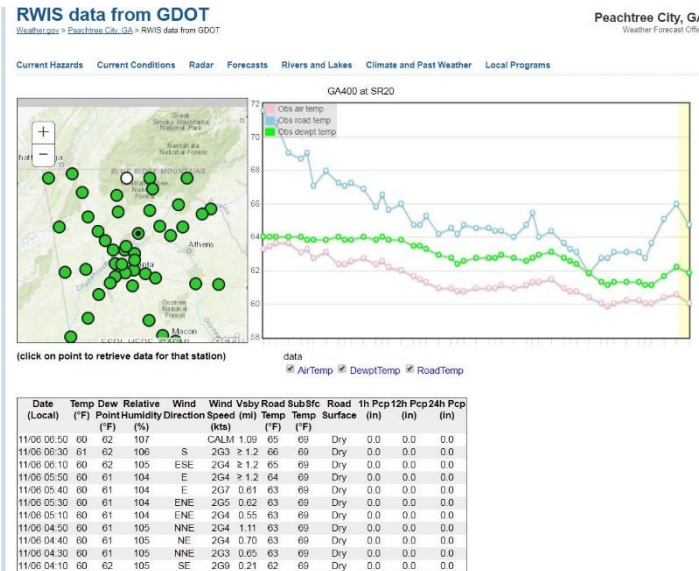 RWIS data from GDOT
Weather.gov > Peachtree City, GA > RWIS data from GDOT
Peachtree City, GA
Weather Forecast Offi
Current Hazards Current Conditions Radar Forecasts Rivers and Lakes Climate and Past Weather Local Programs
GA400 at SR20
Obs air temp
Obs road temp
Obs dewpt temp
72
70
68
66
64
62
60
58
+
−
Great
Smoky Mountains
National Park
Nantahala
National Forest
BLUE RIDGE MOUNTAINS
Athens
Oconee
National
Forest
Macon
(click on point to retrieve data for that station)
data
AirTemp DewptTemp RoadTemp
Date Temp Dew Relative Wind Wind Vsby Road SubSfc Road 1h Pcp 12h Pcp 24h Pcp
(Local) (°F) Point Humidity Direction Speed (mi) Temp Temp Surface (in) (in) (in)
(°F) (%) (kts) (°F) (°F)
11/06 06:50 60 62 107 CALM 1.09 65 69 Dry 0.0 0.0 0.0
11/06 06:30 61 62 106 S 2G3 ≥ 1.2 66 69 Dry 0.0 0.0 0.0
11/06 06:10 60 62 105 ESE 2G4 ≥ 1.2 65 69 Dry 0.0 0.0 0.0
11/06 05:50 60 61 104 E 2G4 ≥ 1.2 64 69 Dry 0.0 0.0 0.0
11/06 05:40 60 61 104 E 2G7 0.61 63 69 Dry 0.0 0.0 0.0
11/06 05:30 60 61 104 ENE 2G5 0.62 63 69 Dry 0.0 0.0 0.0
11/06 05:10 60 61 104 ENE 2G4 0.55 63 69 Dry 0.0 0.0 0.0
11/06 04:50 60 61 105 NNE 2G4 1.11 63 69 Dry 0.0 0.0 0.0
11/06 04:40 60 61 105 NE 2G4 0.70 63 69 Dry 0.0 0.0 0.0
11/06 04:30 60 61 105 NNE 2G3 0.65 63 69 Dry 0.0 0.0 0.0
11/06 04:10 60 62 105 SE 2G9 0.21 62 69 Dry 0.0 0.0 0.0